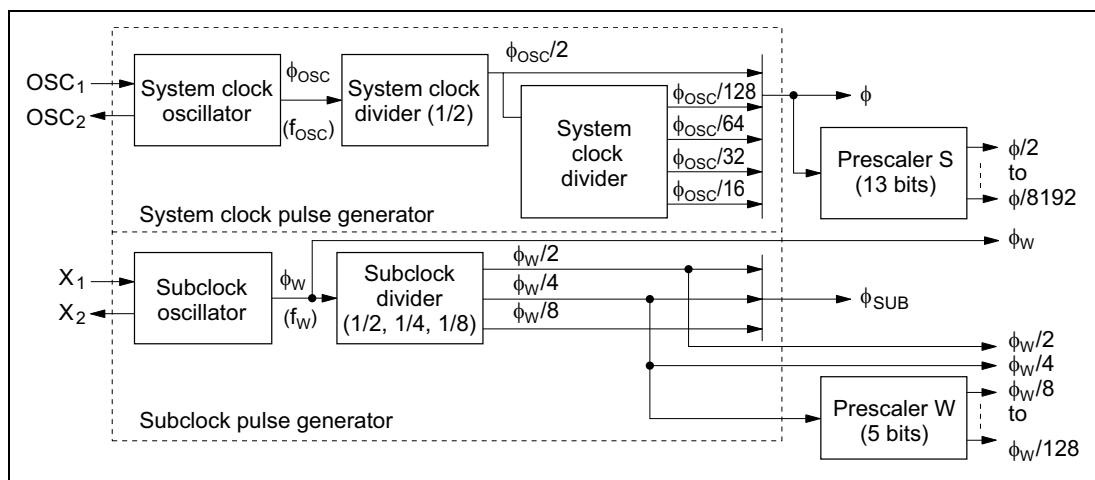 OSC1
OSC2
System clock
oscillator
φOSC
(fOSC)
System clock
divider (1/2)
φOSC/2
System
clock
divider
φOSC/128
φOSC/64
φOSC/32
φOSC/16
φ
Prescaler S
(13 bits)
φ/2
to
φ/8192
System clock pulse generator
X1
X2
Subclock
oscillator
φW
(fW)
Subclock
divider
(1/2, 1/4, 1/8)
φW/2
φW/4
φW/8
φW
φSUB
φW/2
φW/4
Prescaler W
(5 bits)
φW/8
to
φW/128
Subclock pulse generator